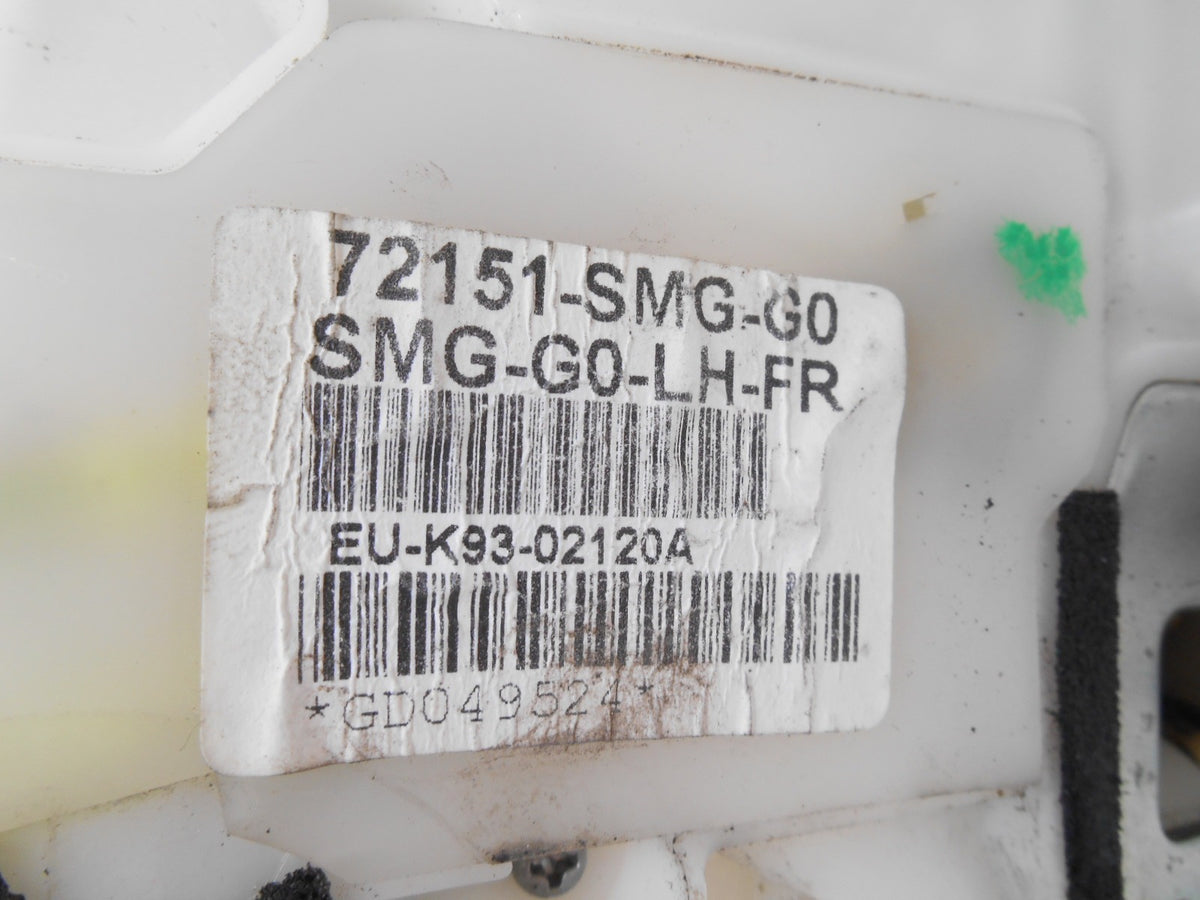 72151-SMG-G0
SMG-G0-LH-FR
EU-K93-02120A
*GD049524*